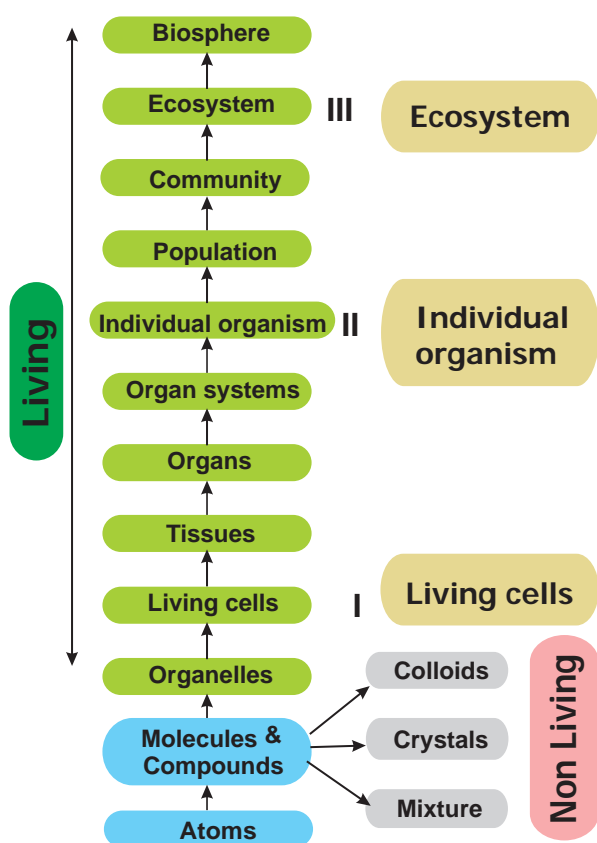 Biosphere
Ecosystem
III
Ecosystem
Community
Population
Living
Individual organism
II
Individual
organism
Organ systems
Organs
Tissues
Living cells
I
Living cells
Organelles
Colloids
Molecules &
Compounds
Crystals
Non Living
Mixture
Atoms